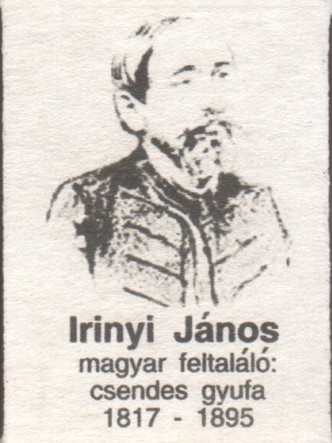 Irinyi János
magyar feltaláló:
csendes gyufa
1817 - 1895